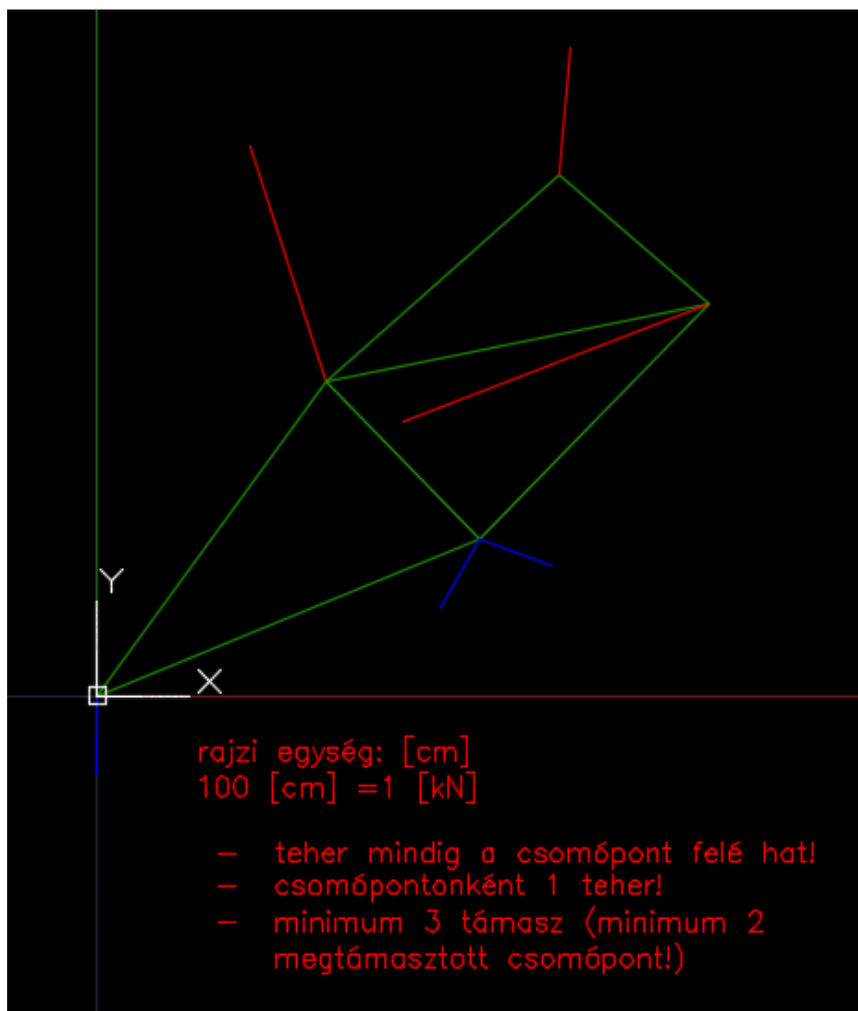 Y
X
rajzi egység: [cm]
100 [cm] =1 [kN]
– teher mindig a csomópont felé hat!
– csomópontonként 1 teher!
– minimum 3 támasz (minimum 2
megtámasztott csomópont!)